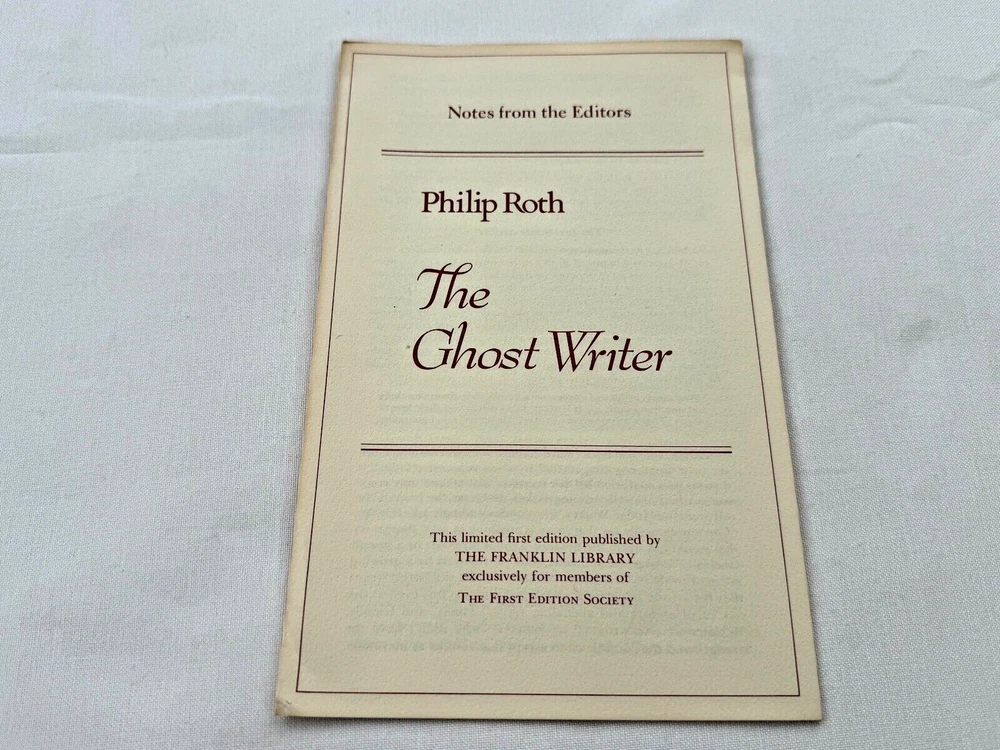 Notes from the Editors
Philip Roth
The
Ghost Writer
This limited first edition published by
THE FRANKLIN LIBRARY
exclusively for members of
THE FIRST EDITION SOCIETY